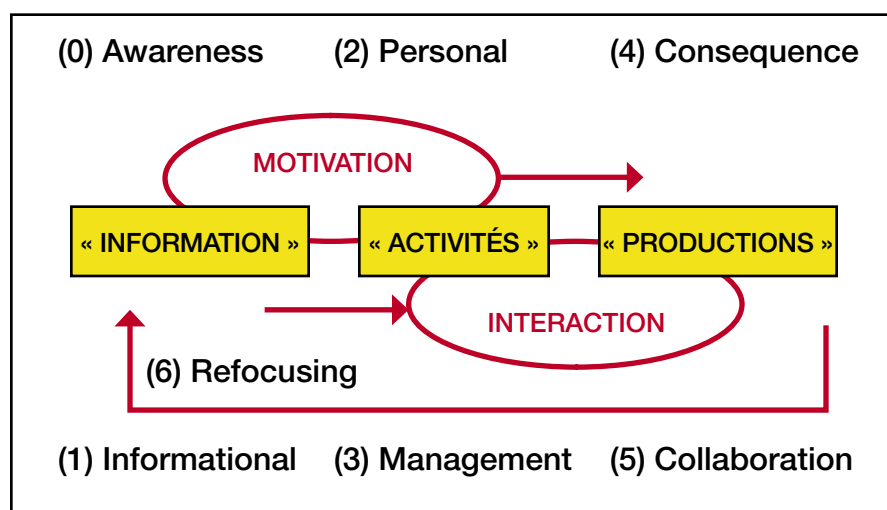 (0) Awareness (2) Personal (4) Consequence
MOTIVATION
« INFORMATION » « ACTIVITÉS » « PRODUCTIONS »
INTERACTION
(6) Refocusing
(1) Informational (3) Management (5) Collaboration